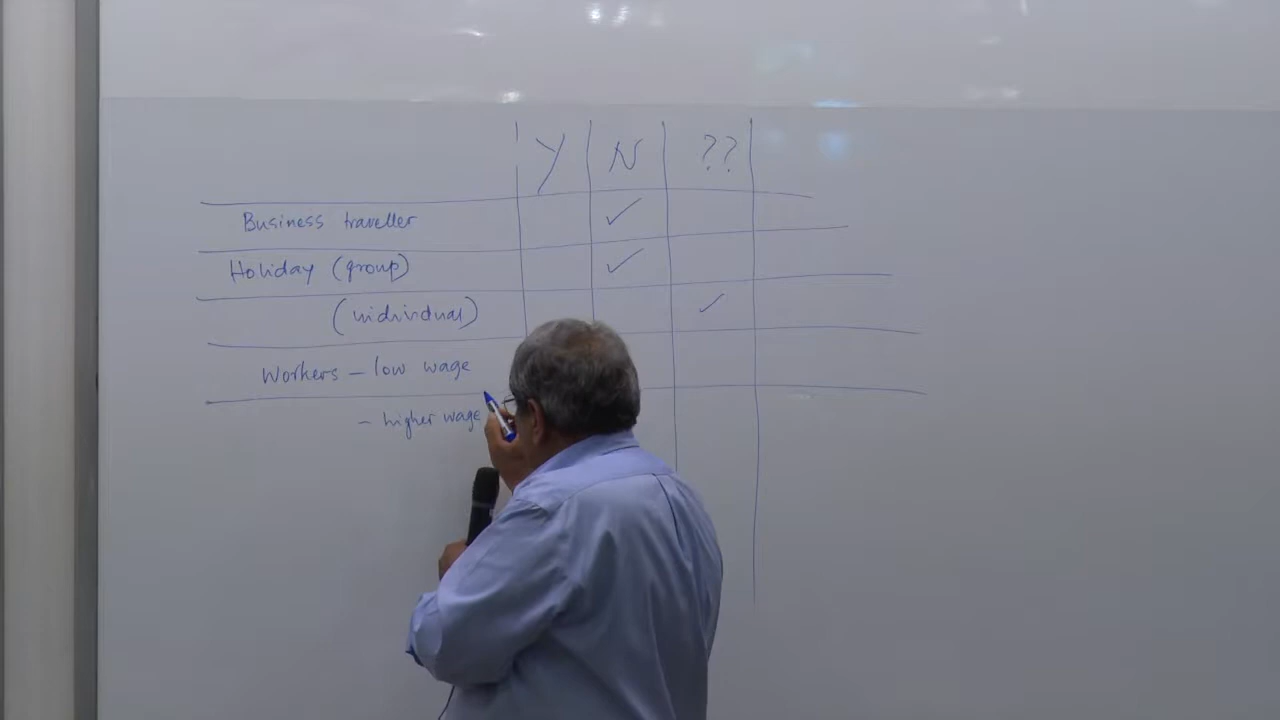 Y N ??
Business traveller ✓
Holiday (group) ✓
(individual) ✓
Workers – low wage
– higher wage